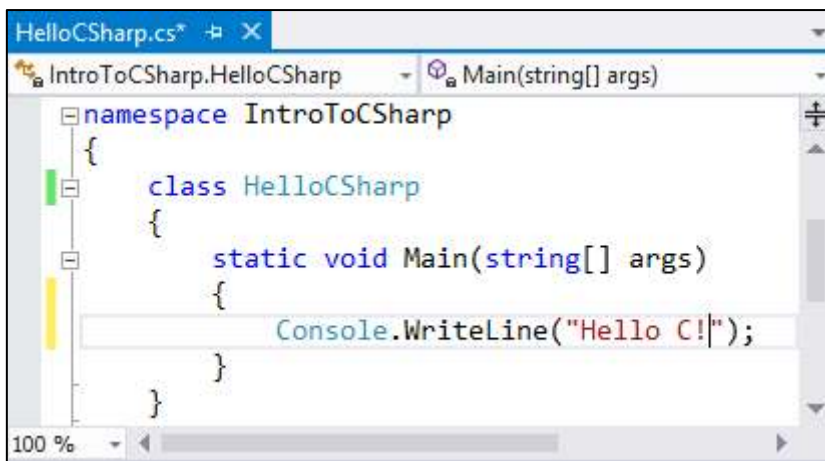 HelloCSharp.cs*
IntroToCSharp.HelloCSharp Main(string[] args)
namespace IntroToCSharp
{
class HelloCSharp
{
static void Main(string[] args)
{
Console.WriteLine("Hello C!");
}
}
100 %